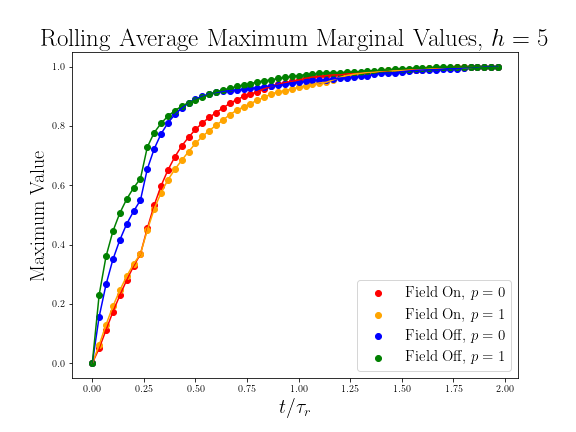 Rolling Average Maximum Marginal Values, h = 5
Maximum Value
1.0
0.8
0.6
0.4
0.2
0.0
Field On, p = 0
Field On, p = 1
Field Off, p = 0
Field Off, p = 1
0.00 0.25 0.50 0.75 1.00 1.25 1.50 1.75 2.00
t/τr